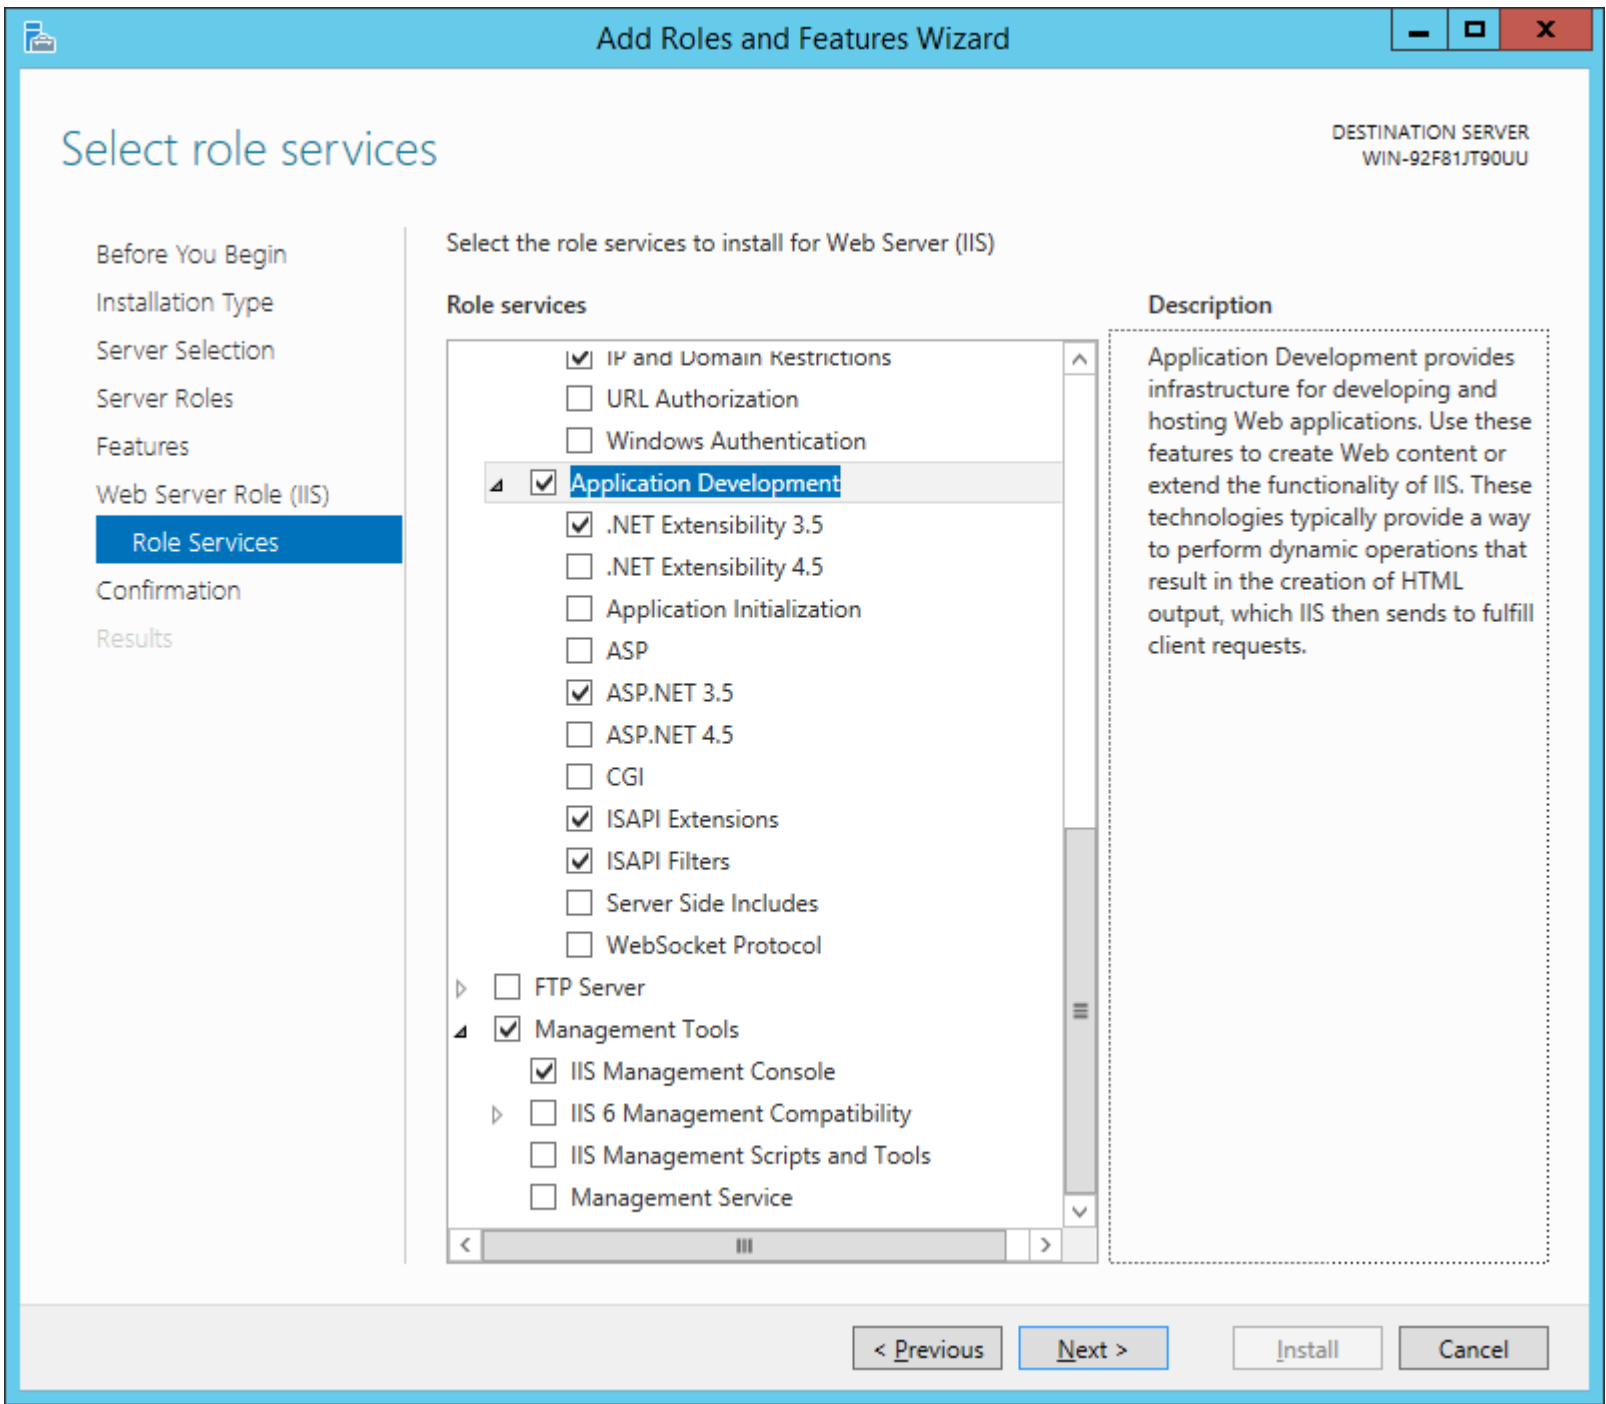 Add Roles and Features Wizard
Select role services
DESTINATION SERVER
WIN-92F81JT90UU
Before You Begin
Installation Type
Server Selection
Server Roles
Features
Web Server Role (IIS)
Role Services
Confirmation
Results
Select the role services to install for Web Server (IIS)
Role services
IP and Domain Restrictions
URL Authorization
Windows Authentication
Application Development
.NET Extensibility 3.5
.NET Extensibility 4.5
Application Initialization
ASP
ASP.NET 3.5
ASP.NET 4.5
CGI
ISAPI Extensions
ISAPI Filters
Server Side Includes
WebSocket Protocol
FTP Server
Management Tools
IIS Management Console
IIS 6 Management Compatibility
IIS Management Scripts and Tools
Management Service
Description
Application Development provides
infrastructure for developing and
hosting Web applications. Use these
features to create Web content or
extend the functionality of IIS. These
technologies typically provide a way
to perform dynamic operations that
result in the creation of HTML
output, which IIS then sends to fulfill
client requests.
< Previous
Next >
Install
Cancel